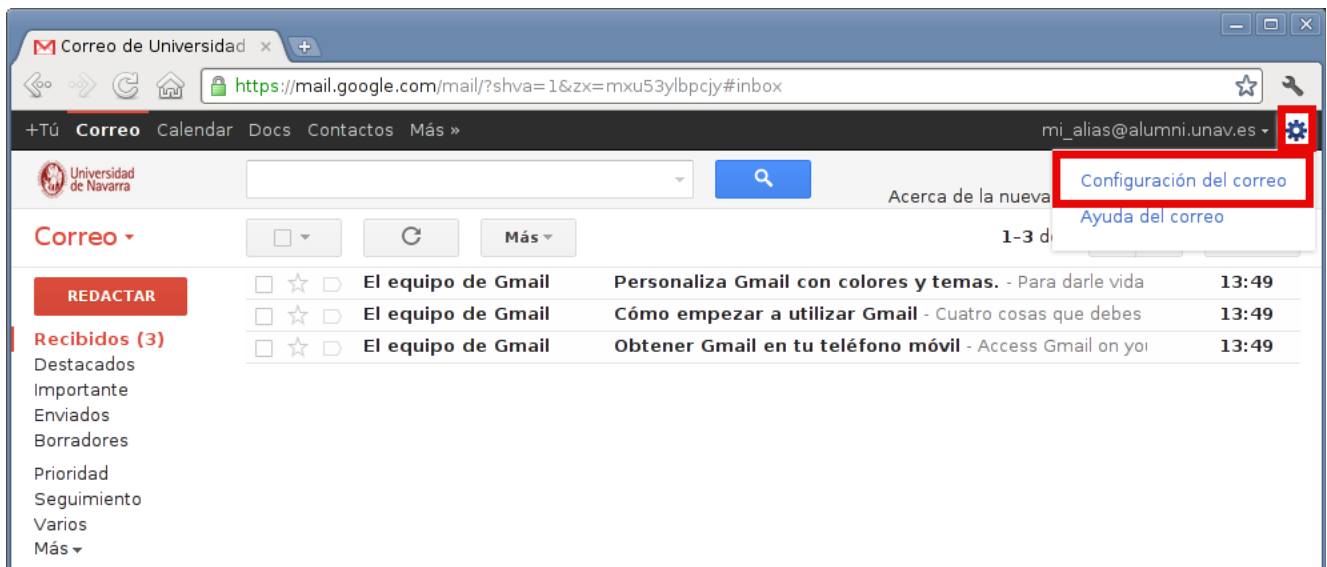 Correo de Universidad
https://mail.google.com/mail/?shva=1&zx=mxu53ylbpcjy#inbox
+Tú Correo Calendar Docs Contactos Más » mi_alias@alumni.unav.es
Universidad de Navarra
Acerca de la nueva
Configuración del correo
Ayuda del correo
Correo Más 1–3
REDACTAR
El equipo de Gmail Personaliza Gmail con colores y temas. - Para darle vida 13:49
El equipo de Gmail Cómo empezar a utilizar Gmail - Cuatro cosas que debes 13:49
El equipo de Gmail Obtener Gmail en tu teléfono móvil - Access Gmail on 13:49
Recibidos (3)
Destacados
Importante
Enviados
Borradores
Prioridad
Seguimiento
Varios
Más